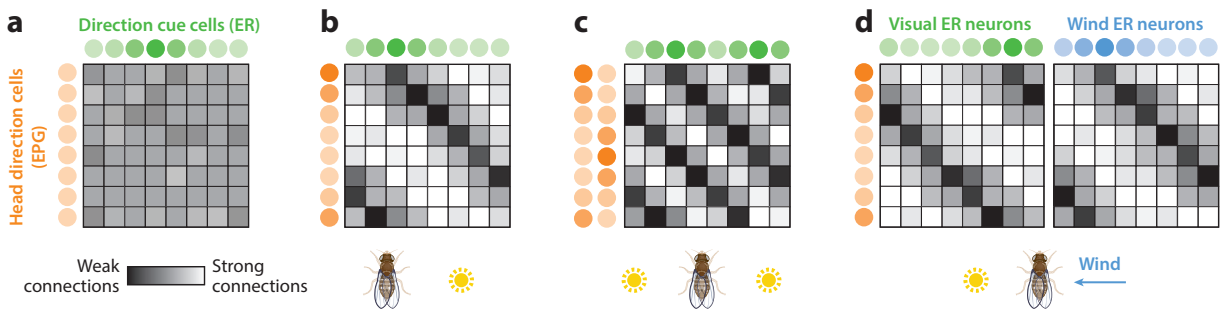 a
Direction cue cells (ER)
Head direction cells
(EPG)
Weak
connections
Strong
connections
b
c
d
Visual ER neurons
Wind ER neurons
Wind